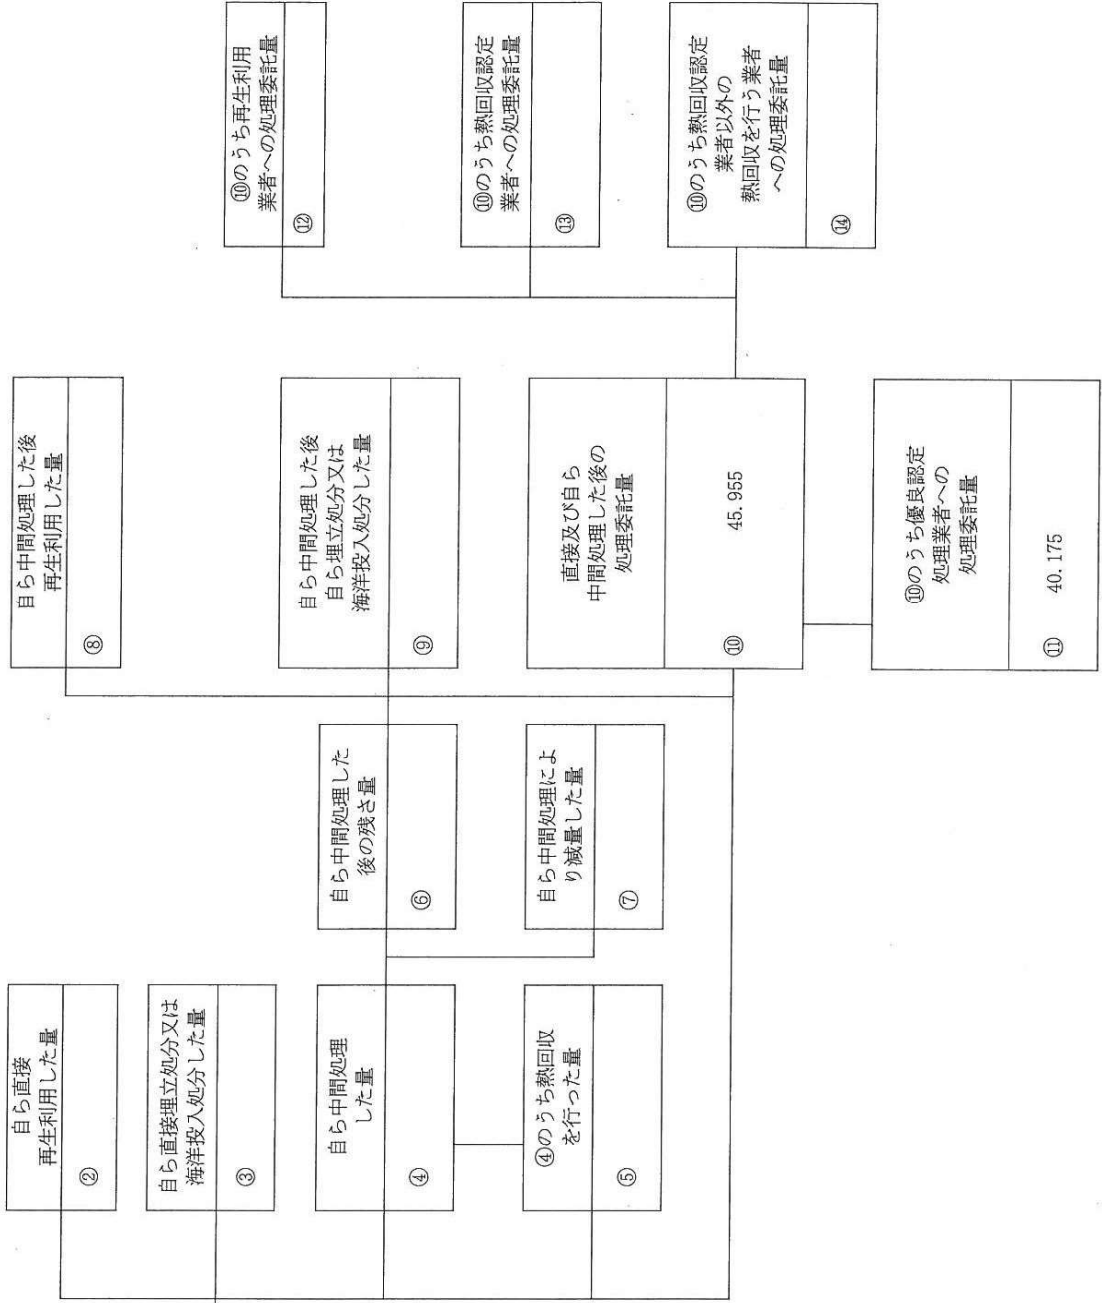 自ら直接
再生利用した量
②
自ら直接埋立処分又は
海洋投入処分した量
③
自ら中間処理
した量
④
④のうち熱回収
を行った量
⑤
自ら中間処理した
後の残さ量
⑥
自ら中間処理によ
り減量した量
⑦
自ら中間処理した後
再生利用した量
⑧
自ら中間処理した後
自ら埋立処分又は
海洋投入処分した量
⑨
直接及び自ら
中間処理した後の
処理委託量
⑩
45.955
⑩のうち優良認定
処理業者への
処理委託量
⑪
40.175
⑩のうち再生利用
業者への処理委託量
⑫
⑩のうち熱回収認定
業者への処理委託量
⑬
⑩のうち熱回収認定
業者以外の
熱回収を行う業者
への処理委託量
⑭